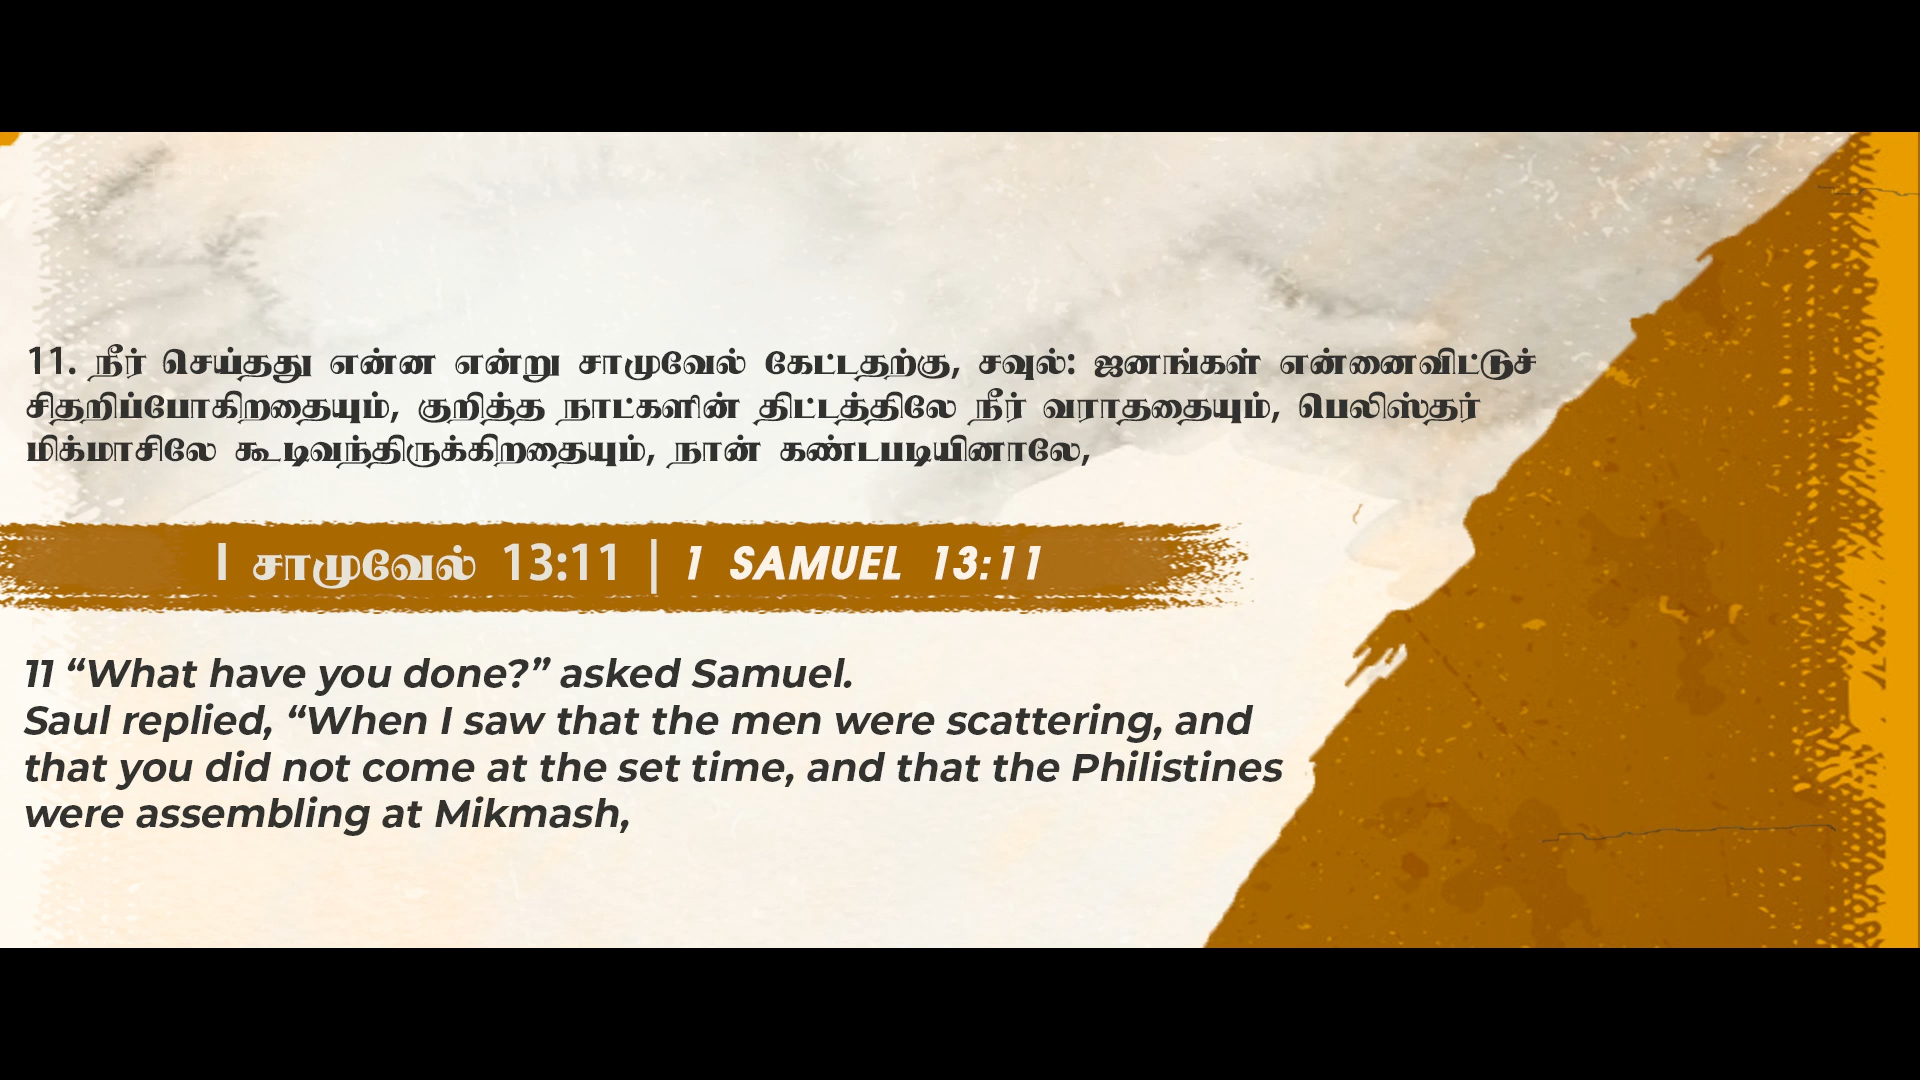 11. நீர் செய்தது என்ன என்று சாமுவேல் கேட்டதற்கு, சவுல்: ஜனங்கள் என்னைவிட்டுச்
சிதறிப்போகிறதையும், குறித்த நாட்களின் திட்டத்திலே நீர் வராததையும், பெலிஸ்தர்
மிக்மாசிலே கூடிவந்திருக்கிறதையும், நான் கண்டபடியினாலே,
I சாமுவேல் 13:11 | 1 SAMUEL 13:11
11 “What have you done?” asked Samuel.
Saul replied, “When I saw that the men were scattering, and
that you did not come at the set time, and that the Philistines
were assembling at Mikmash,